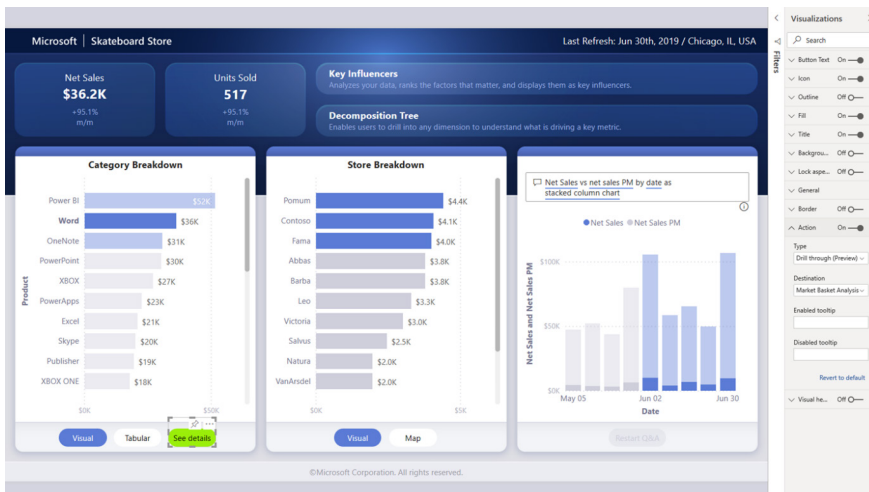 Microsoft | Skateboard Store
Last Refresh: Jun 30th, 2019 / Chicago, IL, USA
Net Sales
$36.2K
+95.1%
m/m
Units Sold
517
+95.1%
m/m
Key Influencers
Analyzes your data, ranks the factors that matter, and displays them as key influencers.
Decomposition Tree
Enables users to drill into any dimension to understand what is driving a key metric.
Category Breakdown
Product
Power BI $52K
Word $36K
OneNote $31K
PowerPoint $30K
XBOX $27K
PowerApps $23K
Excel $21K
Skype $20K
Publisher $19K
XBOX ONE $18K
$0K $50K
Visual Tabular See details
Store Breakdown
Pomum $4.4K
Contoso $4.1K
Fama $4.0K
Abbas $3.8K
Barba $3.8K
Leo $3.3K
Victoria $3.0K
Salvus $2.5K
Natura $2.0K
VanArsdel $2.0K
$0K $5K
Visual Map
Net Sales vs net sales PM by date as
stacked column chart
Net Sales Net Sales PM
Net Sales and Net Sales PM
$100K
$50K
$0K
May 05 Jun 02 Jun 30
Date
Restart Q&A
©Microsoft Corporation. All rights reserved.
Filters
Visualizations
Search
Button Text On
Icon On
Outline Off
Fill On
Title On
Backgrou... Off
Lock aspe... Off
General
Border Off
Action On
Type
Drill through (Preview)
Destination
Market Basket Analysis
Enabled tooltip
Disabled tooltip
Revert to default
Visual he... Off